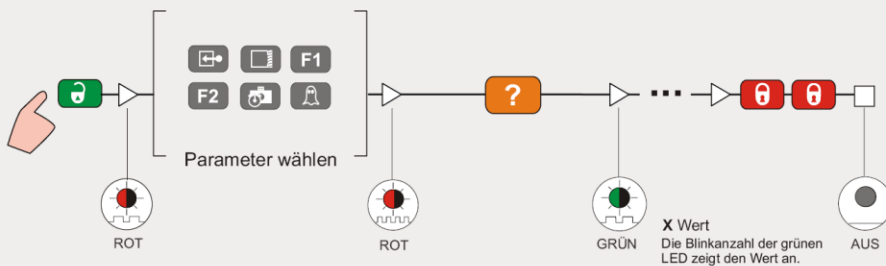 F1
F2
?
Parameter wählen
ROT
ROT
GRÜN
X Wert
Die Blinkanzahl der grünen
LED zeigt den Wert an.
AUS